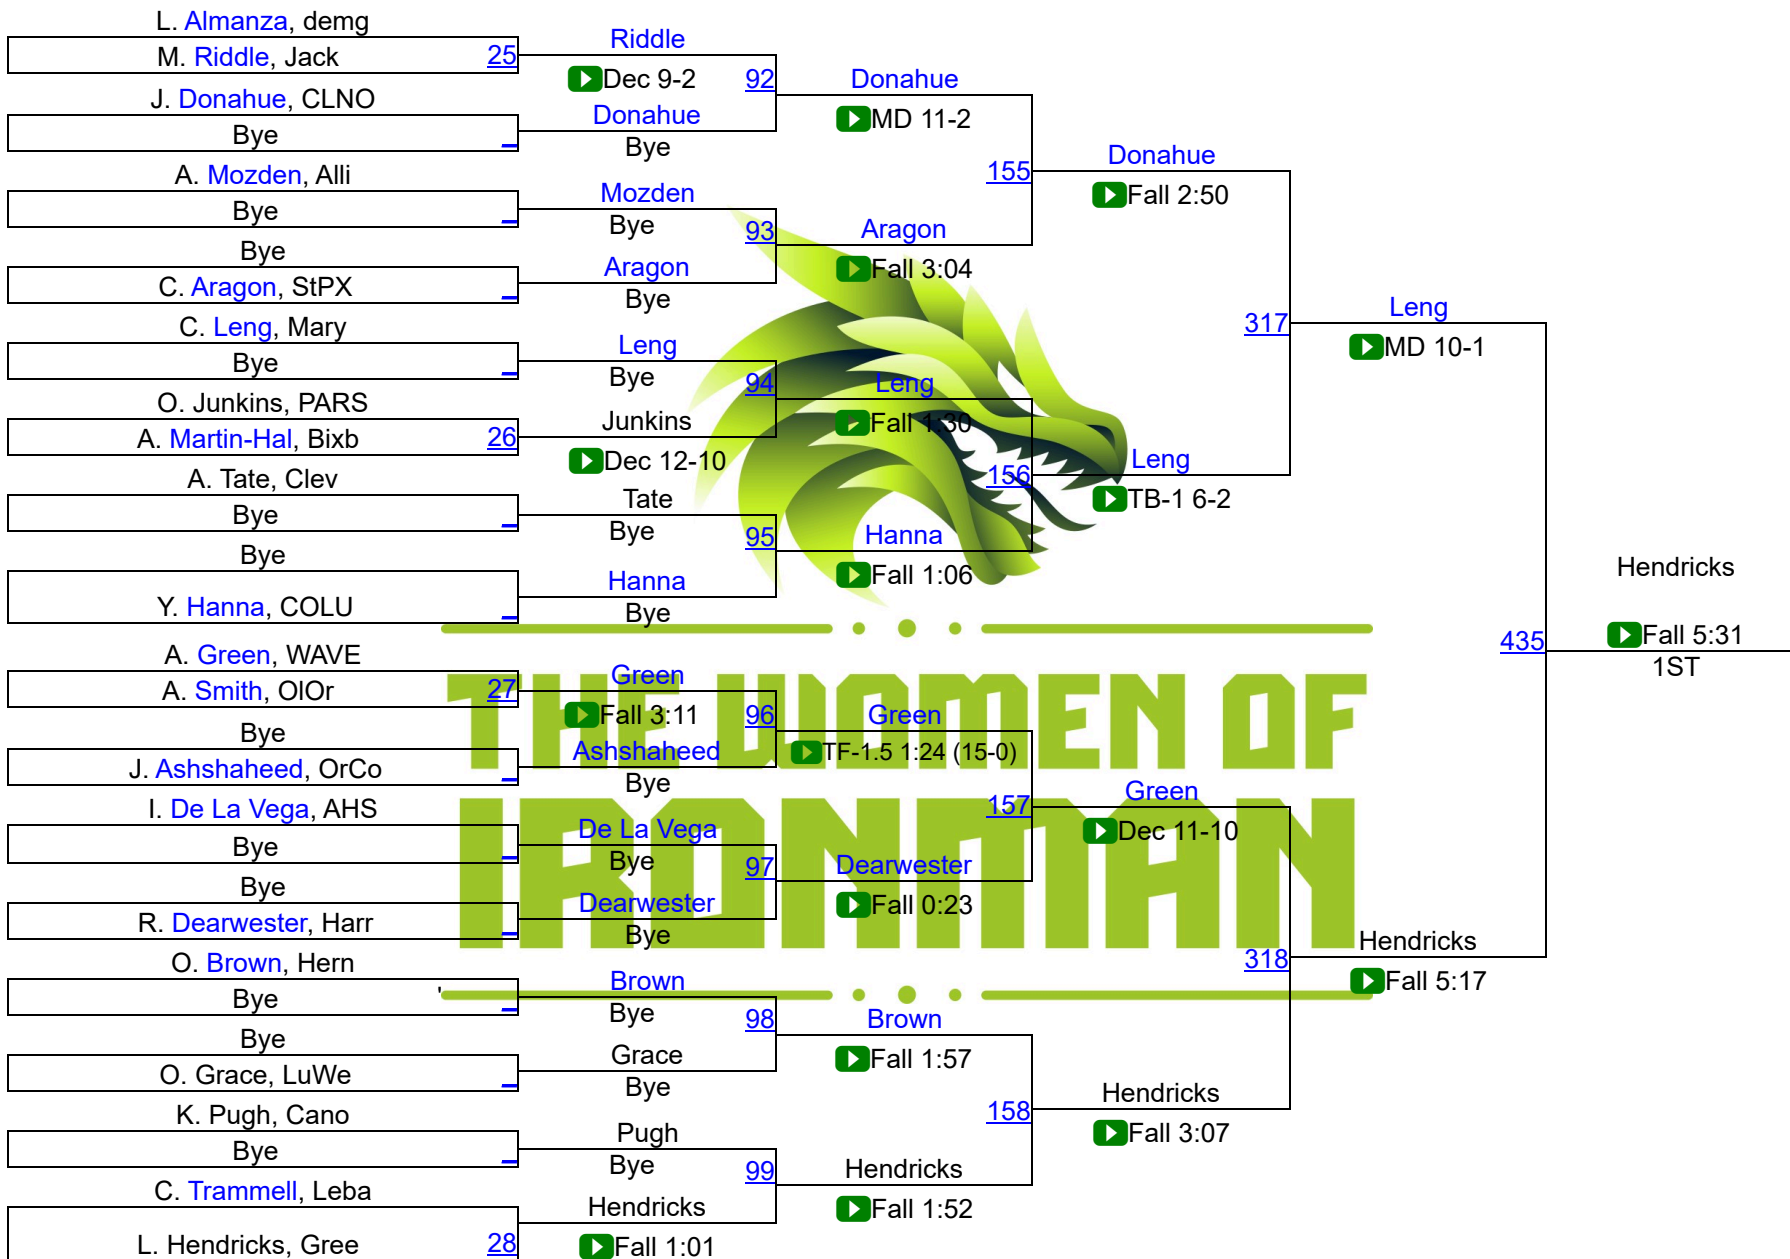 L. Almanza, demg
M. Riddle, Jack 25
J. Donahue, CLNO
Bye
A. Mozden, Alli
Bye
Bye
C. Aragon, StPX
C. Leng, Mary
Bye
O. Junkins, PARS
A. Martin-Hal, Bixb 26
A. Tate, Clev
Bye
Bye
Y. Hanna, COLU
A. Green, WAVE
A. Smith, OlOr 27
Bye
J. Ashshaheed, OrCo
I. De La Vega, AHS
Bye
Bye
R. Dearwester, Harr
O. Brown, Hern
Bye
Bye
O. Grace, LuWe
K. Pugh, Cano
Bye
C. Trammell, Leba
L. Hendricks, Gree 28
Riddle
Dec 9-2 92
Donahue
Bye
Mozden
Bye 93
Aragon
Bye
Leng
Bye 94
Junkins
Dec 12-10
Tate
Bye 95
Hanna
Bye
Green
Fall 3:11 96
Ashshaheed
Bye
De La Vega
Bye 97
Dearwester
Bye
Brown
Bye 98
Grace
Bye
Pugh
Bye 99
Hendricks
Fall 1:01
Donahue
MD 11-2
155
Aragon
Fall 3:04
Leng
Fall 1:30
156
Hanna
Fall 1:06
Green
TF-1.5 1:24 (15-0)
157
Dearwester
Fall 0:23
Brown
Fall 1:57
158
Hendricks
Fall 1:52
Donahue
Fall 2:50
317
Leng
TB-1 6-2
Green
Dec 11-10
318
Hendricks
Fall 3:07
Leng
MD 10-1
435
Hendricks
Fall 5:17
Hendricks
Fall 5:31
1ST
THE WOMEN OF
IRONMAN